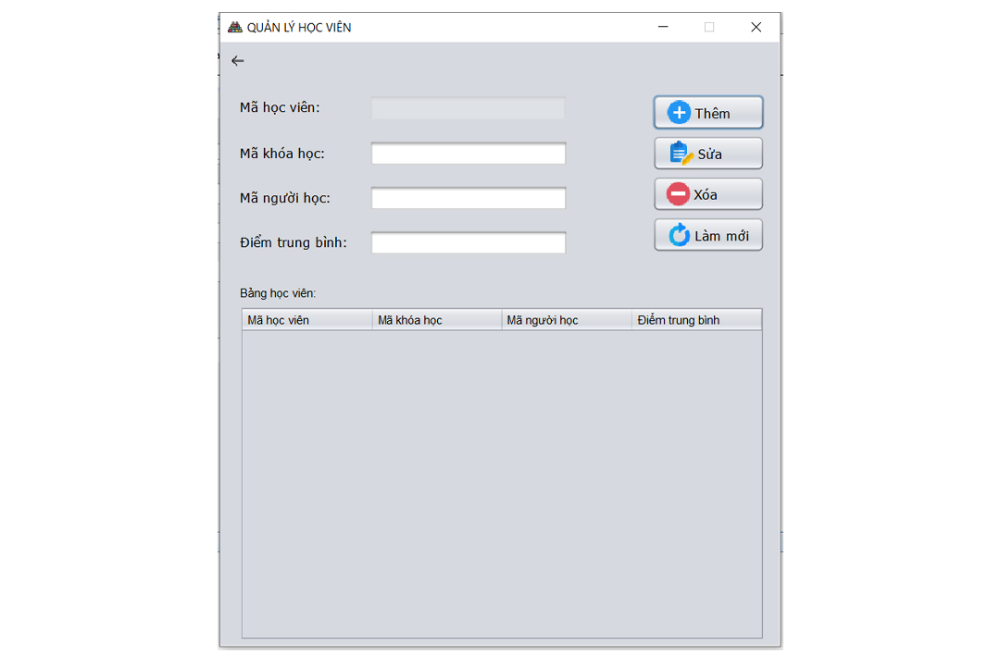 QUẢN LÝ HỌC VIÊN
Mã học viên:
Thêm
Mã khóa học:
Sửa
Mã người học:
Xóa
Điểm trung bình:
Làm mới
Bảng học viên:
Mã học viên Mã khóa học Mã người học Điểm trung bình